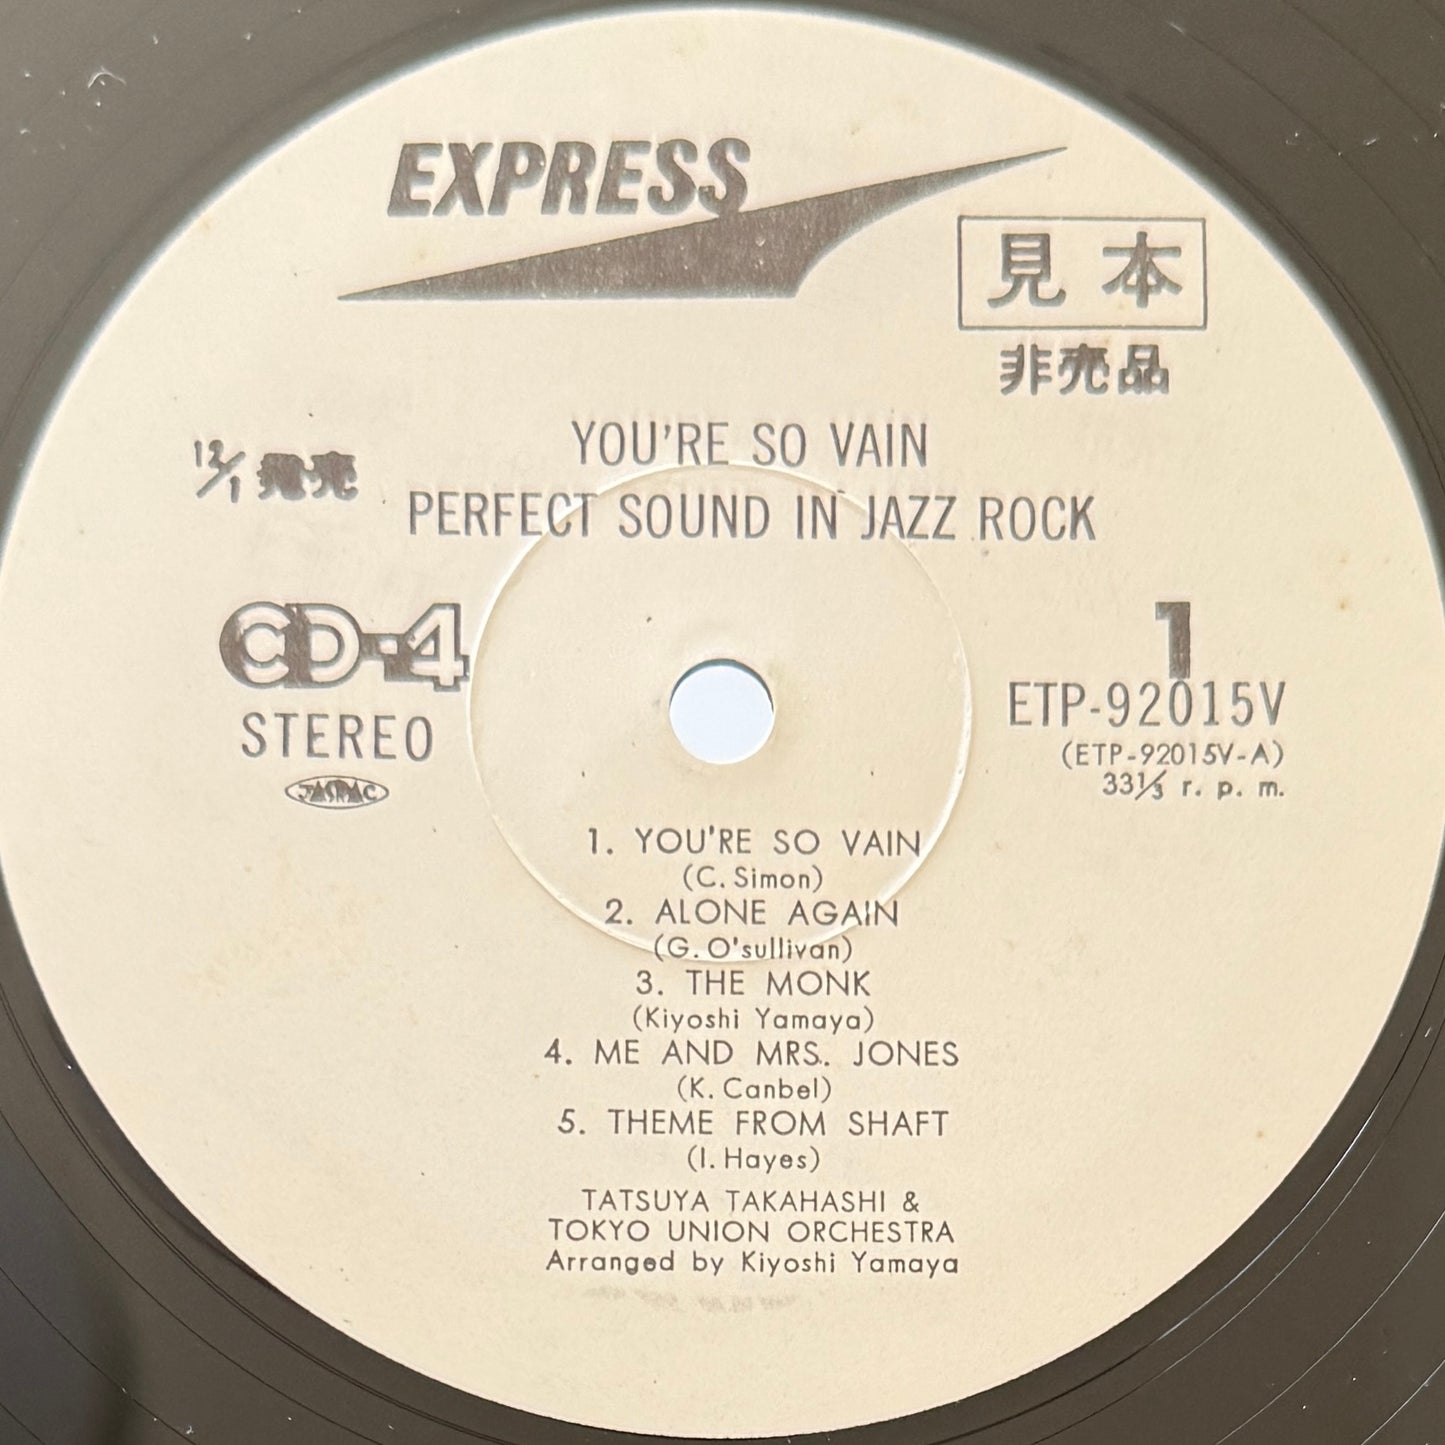 EXPRESS
見本
非売品
YOU'RE SO VAIN
12/1 発売
PERFECT SOUND IN JAZZ ROCK
CD-4
STEREO
JASRAC
1
ETP-92015V
(ETP-92015V-A)
33⅓ r. p. m.
1. YOU'RE SO VAIN
(C. Simon)
2. ALONE AGAIN
(G. O'sullivan)
3. THE MONK
(Kiyoshi Yamaya)
4. ME AND MRS. JONES
(K. Canbel)
5. THEME FROM SHAFT
(I. Hayes)
TATSUYA TAKAHASHI &
TOKYO UNION ORCHESTRA
Arranged by Kiyoshi Yamaya